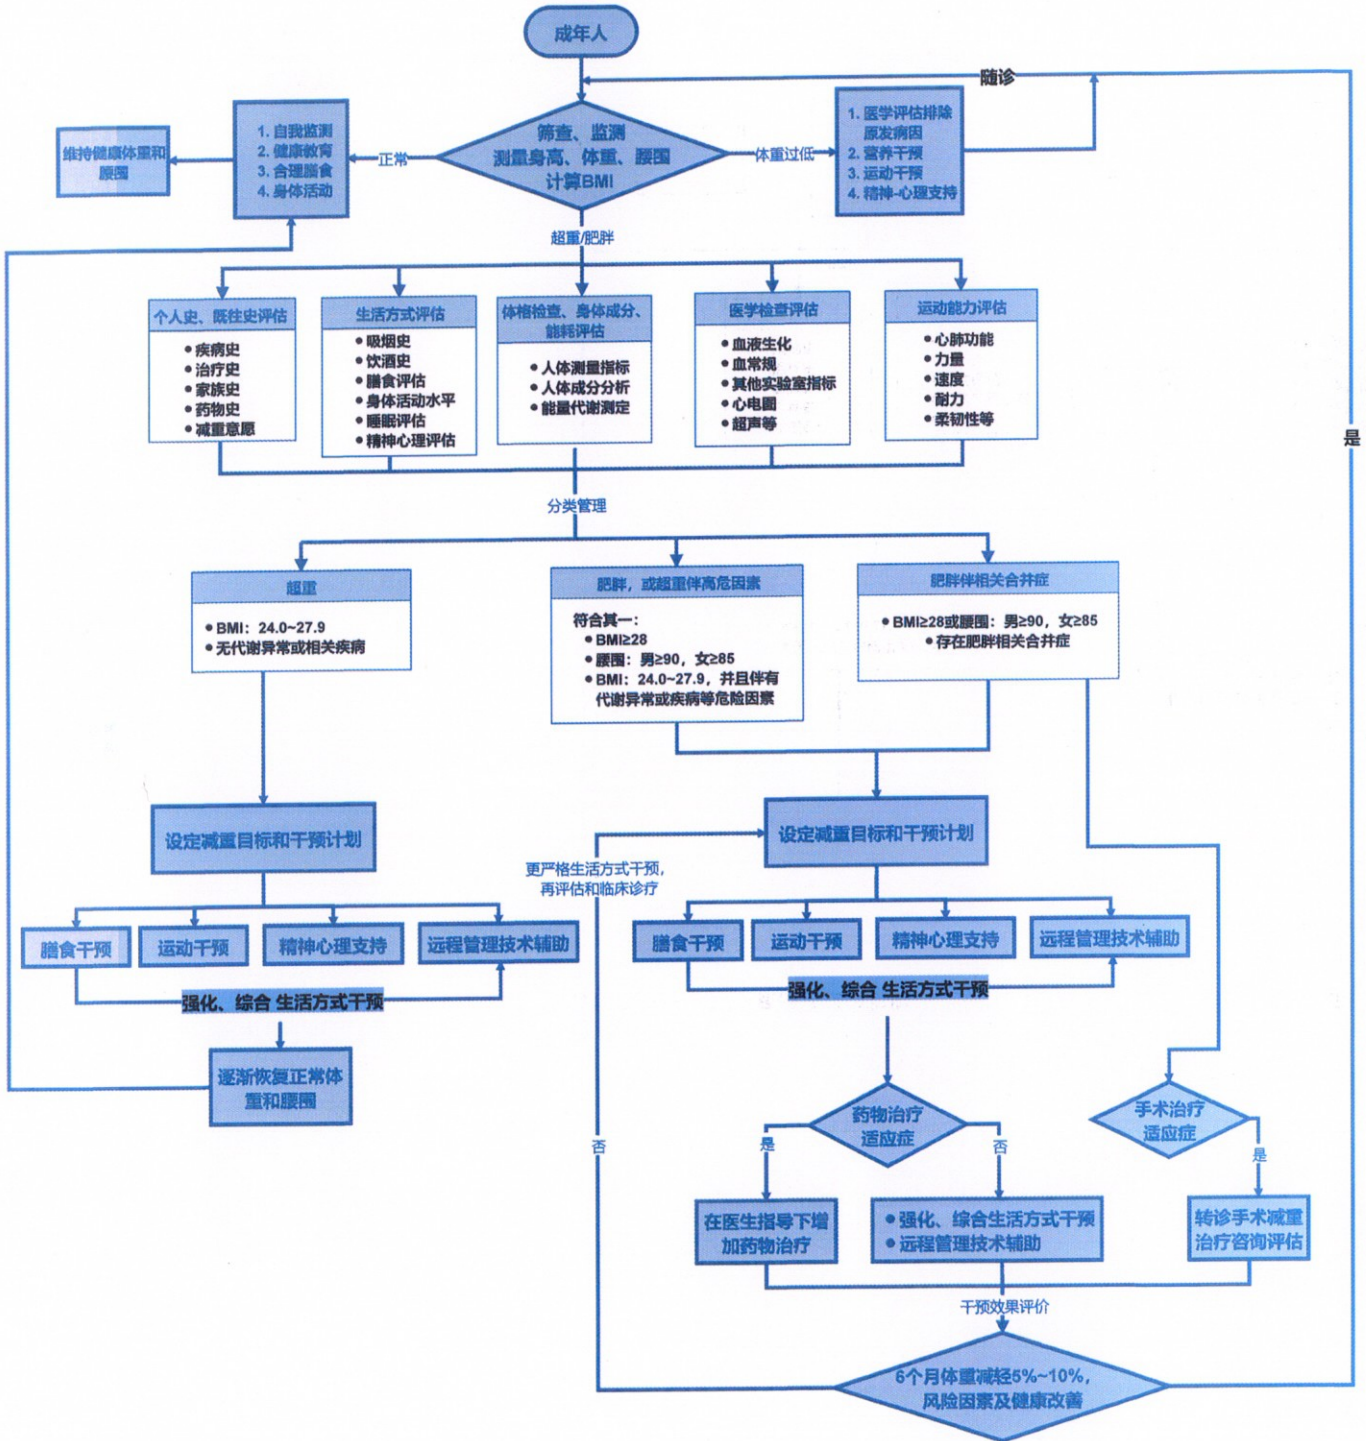 成年人
随诊
筛查、监测
测量身高、体重、腰围
计算BMI
正常
1. 自我监测
2. 健康教育
3. 合理膳食
4. 身体活动
维持健康体重和
腰围
体重过低
1. 医学评估排除
原发病因
2. 营养干预
3. 运动干预
4. 精神-心理支持
超重/肥胖
个人史、既往史评估
• 疾病史
• 治疗史
• 家族史
• 药物史
• 减重意愿
生活方式评估
• 吸烟史
• 饮酒史
• 膳食评估
• 身体活动水平
• 睡眠评估
• 精神心理评估
体格检查、身体成分、
能耗评估
• 人体测量指标
• 人体成分分析
• 能量代谢测定
医学检查评估
• 血液生化
• 血常规
• 其他实验室指标
• 心电图
• 超声等
运动能力评估
• 心肺功能
• 力量
• 速度
• 耐力
• 柔韧性等
是
分类管理
超重
• BMI：24.0~27.9
• 无代谢异常或相关疾病
肥胖，或超重伴高危因素
符合其一：
• BMI≥28
• 腰围：男≥90，女≥85
• BMI：24.0~27.9，并且伴有
代谢异常或疾病等危险因素
肥胖伴相关合并症
• BMI≥28或腰围：男≥90，女≥85
• 存在肥胖相关合并症
设定减重目标和干预计划
膳食干预
运动干预
精神心理支持
远程管理技术辅助
强化、综合 生活方式干预
逐渐恢复正常体
重和腰围
更严格生活方式干预，
再评估和临床诊疗
设定减重目标和干预计划
膳食干预
运动干预
精神心理支持
远程管理技术辅助
强化、综合 生活方式干预
药物治疗
适应症
手术治疗
适应症
是
否
是
否
在医生指导下增
加药物治疗
• 强化、综合生活方式干预
• 远程管理技术辅助
转诊手术减重
治疗咨询评估
干预效果评价
6个月体重减轻5%~10%，
风险因素及健康改善